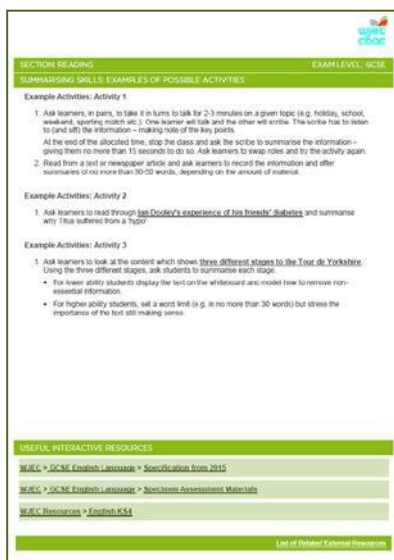 wjec
cbac
SECTION: READING EXAM LEVEL: GCSE
SUMMARISING SKILLS: EXAMPLES OF POSSIBLE ACTIVITIES
Example Activities: Activity 1
1. Ask learners, in pairs, to take it in turns to talk for 2-3 minutes on a given topic (e.g. holiday, school,
weekend, sporting match etc.). One learner will talk and the other will scribe. The scribe has to listen
to (and sift) the information – making note of the key points.
At the end of the allocated time, stop the class and ask the scribe to summarise the information –
giving them no more than 15 seconds to do so. Ask learners to swap roles and try the activity again.
2. Read from a text or newspaper article and ask learners to record the information and offer
summaries of no more than 30-50 words, depending on the amount of material.
Example Activities: Activity 2
1. Ask learners to read through Ian Dooley's experience of his friends' diabetes and summarise
why Titus suffered from a 'hypo'
Example Activities: Activity 3
1. Ask learners to look at the content which shows three different stages to the Tour de Yorkshire.
Using the three different stages, ask students to summarise each stage.
• For lower ability students display the text on the whiteboard and model how to remove non-
essential information.
• For higher ability students, set a word limit (e.g. in no more than 30 words) but stress the
importance of the text still making sense.
USEFUL INTERACTIVE RESOURCES
WJEC > GCSE English Language > Specification from 2015
WJEC > GCSE English Language > Specimen Assessment Materials
WJEC Resources > English KS4
List of Related External Resources